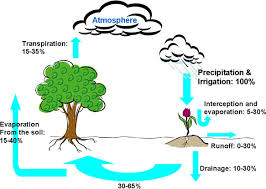 Atmosphere
Transpiration:
15-35%
Precipitation &
Irrigation: 100%
Interception and
evaporation: 5-30%
Evaporation
From the soil:
15-40%
Runoff: 0-30%
Drainage: 10-30%
30-65%